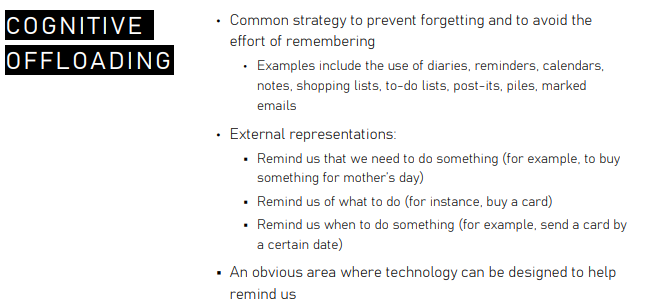 COGNITIVE
OFFLOADING
• Common strategy to prevent forgetting and to avoid the
effort of remembering
• Examples include the use of diaries, reminders, calendars,
notes, shopping lists, to-do lists, post-its, piles, marked
emails
• External representations:
▪ Remind us that we need to do something (for example, to buy
something for mother's day)
▪ Remind us of what to do (for instance, buy a card)
▪ Remind us when to do something (for example, send a card by
a certain date)
▪ An obvious area where technology can be designed to help
remind us